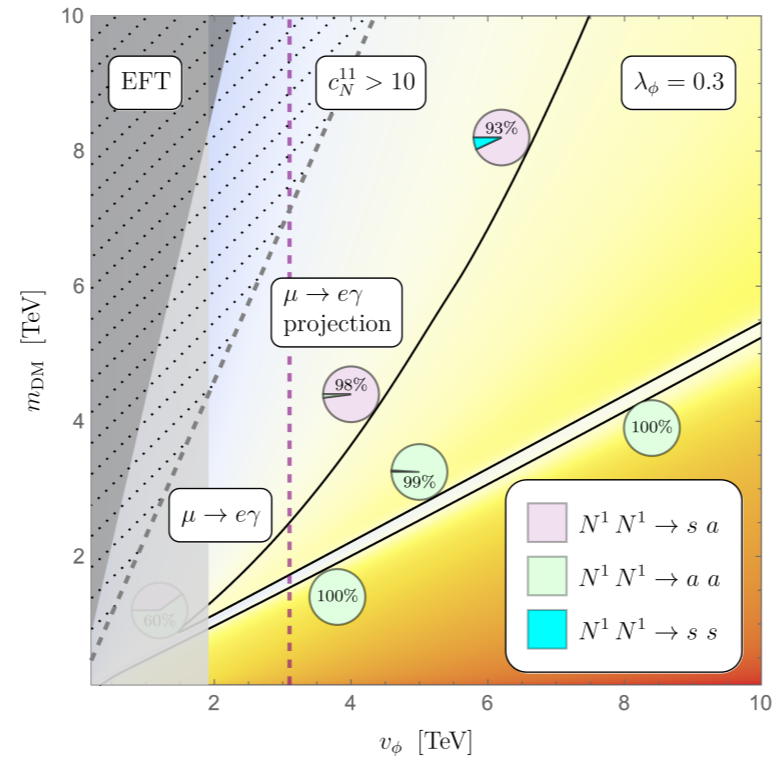 10
8
6
4
2
m_DM [TeV]
EFT
c_N^{11} > 10
λ_ϕ = 0.3
93%
μ → eγ
projection
98%
99%
100%
μ → eγ
60%
100%
N^1 N^1 → s a
N^1 N^1 → a a
N^1 N^1 → s s
2
4
6
8
10
v_ϕ [TeV]